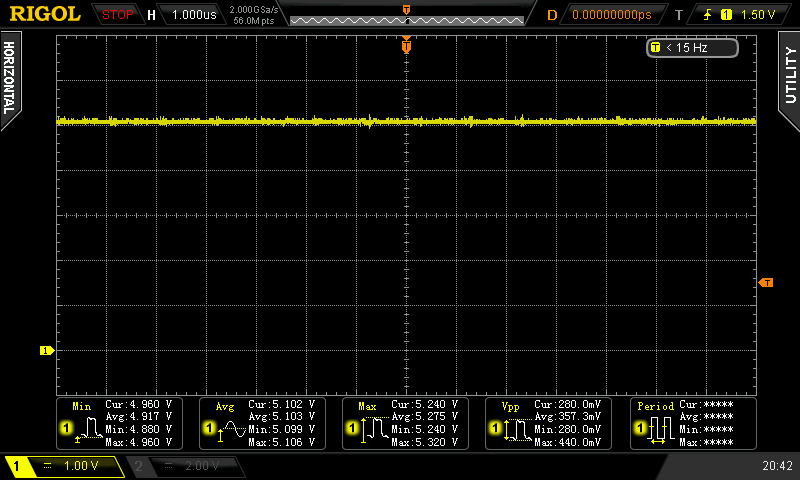 RIGOL STOP H 1.000us 2.000GSa/s 56.0M pts D 0.00000000ps T 1 1.50 V
T < 15 Hz
HORIZONTAL
UTILITY
T
T
1
Min Cur:4.960 V
Avg:4.917 V
1 Min:4.880 V
Max:4.960 V
Avg Cur:5.102 V
Avg:5.103 V
1 Min:5.099 V
Max:5.106 V
Max Cur:5.240 V
Avg:5.275 V
1 Min:5.240 V
Max:5.320 V
Vpp Cur:280.0mV
Avg:357.3mV
1 Min:280.0mV
Max:440.0mV
Period Cur:*****
Avg:*****
1 Min:*****
Max:*****
1 1.00 V 2 2.00 V 20:42